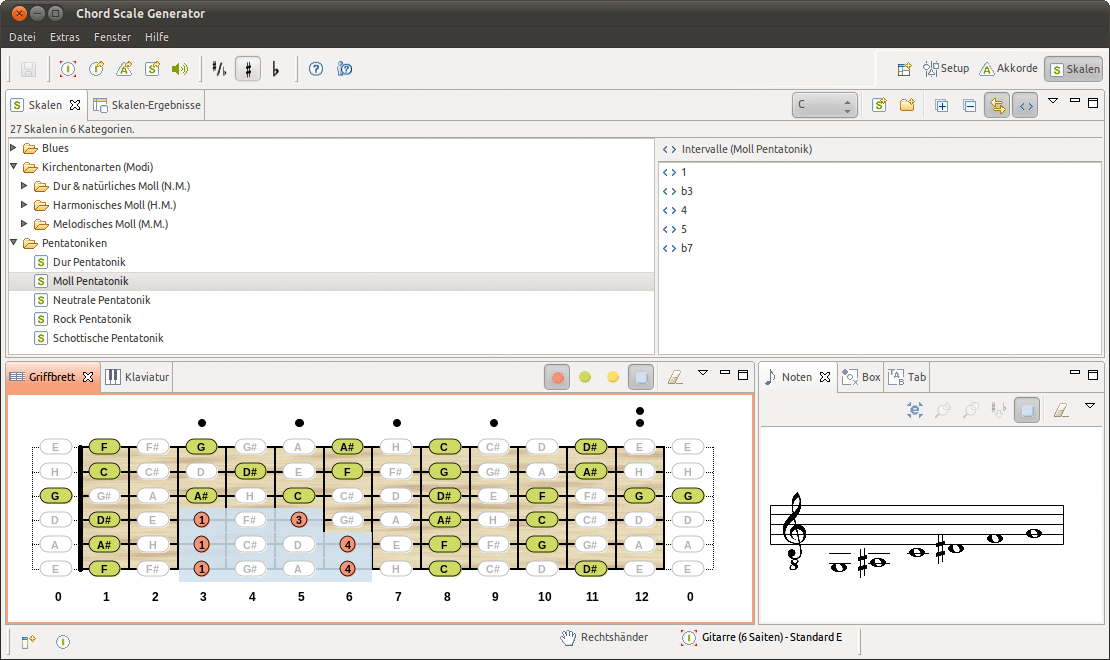 Chord Scale Generator
Datei Extras Fenster Hilfe
Setup Akkorde Skalen
Skalen Skalen-Ergebnisse C
27 Skalen in 6 Kategorien.
Blues
Kirchentonarten (Modi)
Dur & natürliches Moll (N.M.)
Harmonisches Moll (H.M.)
Melodisches Moll (M.M.)
Pentatoniken
Dur Pentatonik
Moll Pentatonik
Neutrale Pentatonik
Rock Pentatonik
Schottische Pentatonik
Intervalle (Moll Pentatonik)
1
b3
4
5
b7
Griffbrett Klaviatur
E F F# G G# A A# H C C# D D# E E
H C C# D D# E F F# G G# A A# H H
G G# A A# H C C# D D# E F F# G G
D D# E 1 F# 3 G# A A# H C C# D D
A A# H 1 C# D 4 E F F# G G# A A
E F F# 1 G# A 4 H C C# D D# E E
0 1 2 3 4 5 6 7 8 9 10 11 12 0
Noten Box Tab
8
Rechtshänder Gitarre (6 Saiten) - Standard E